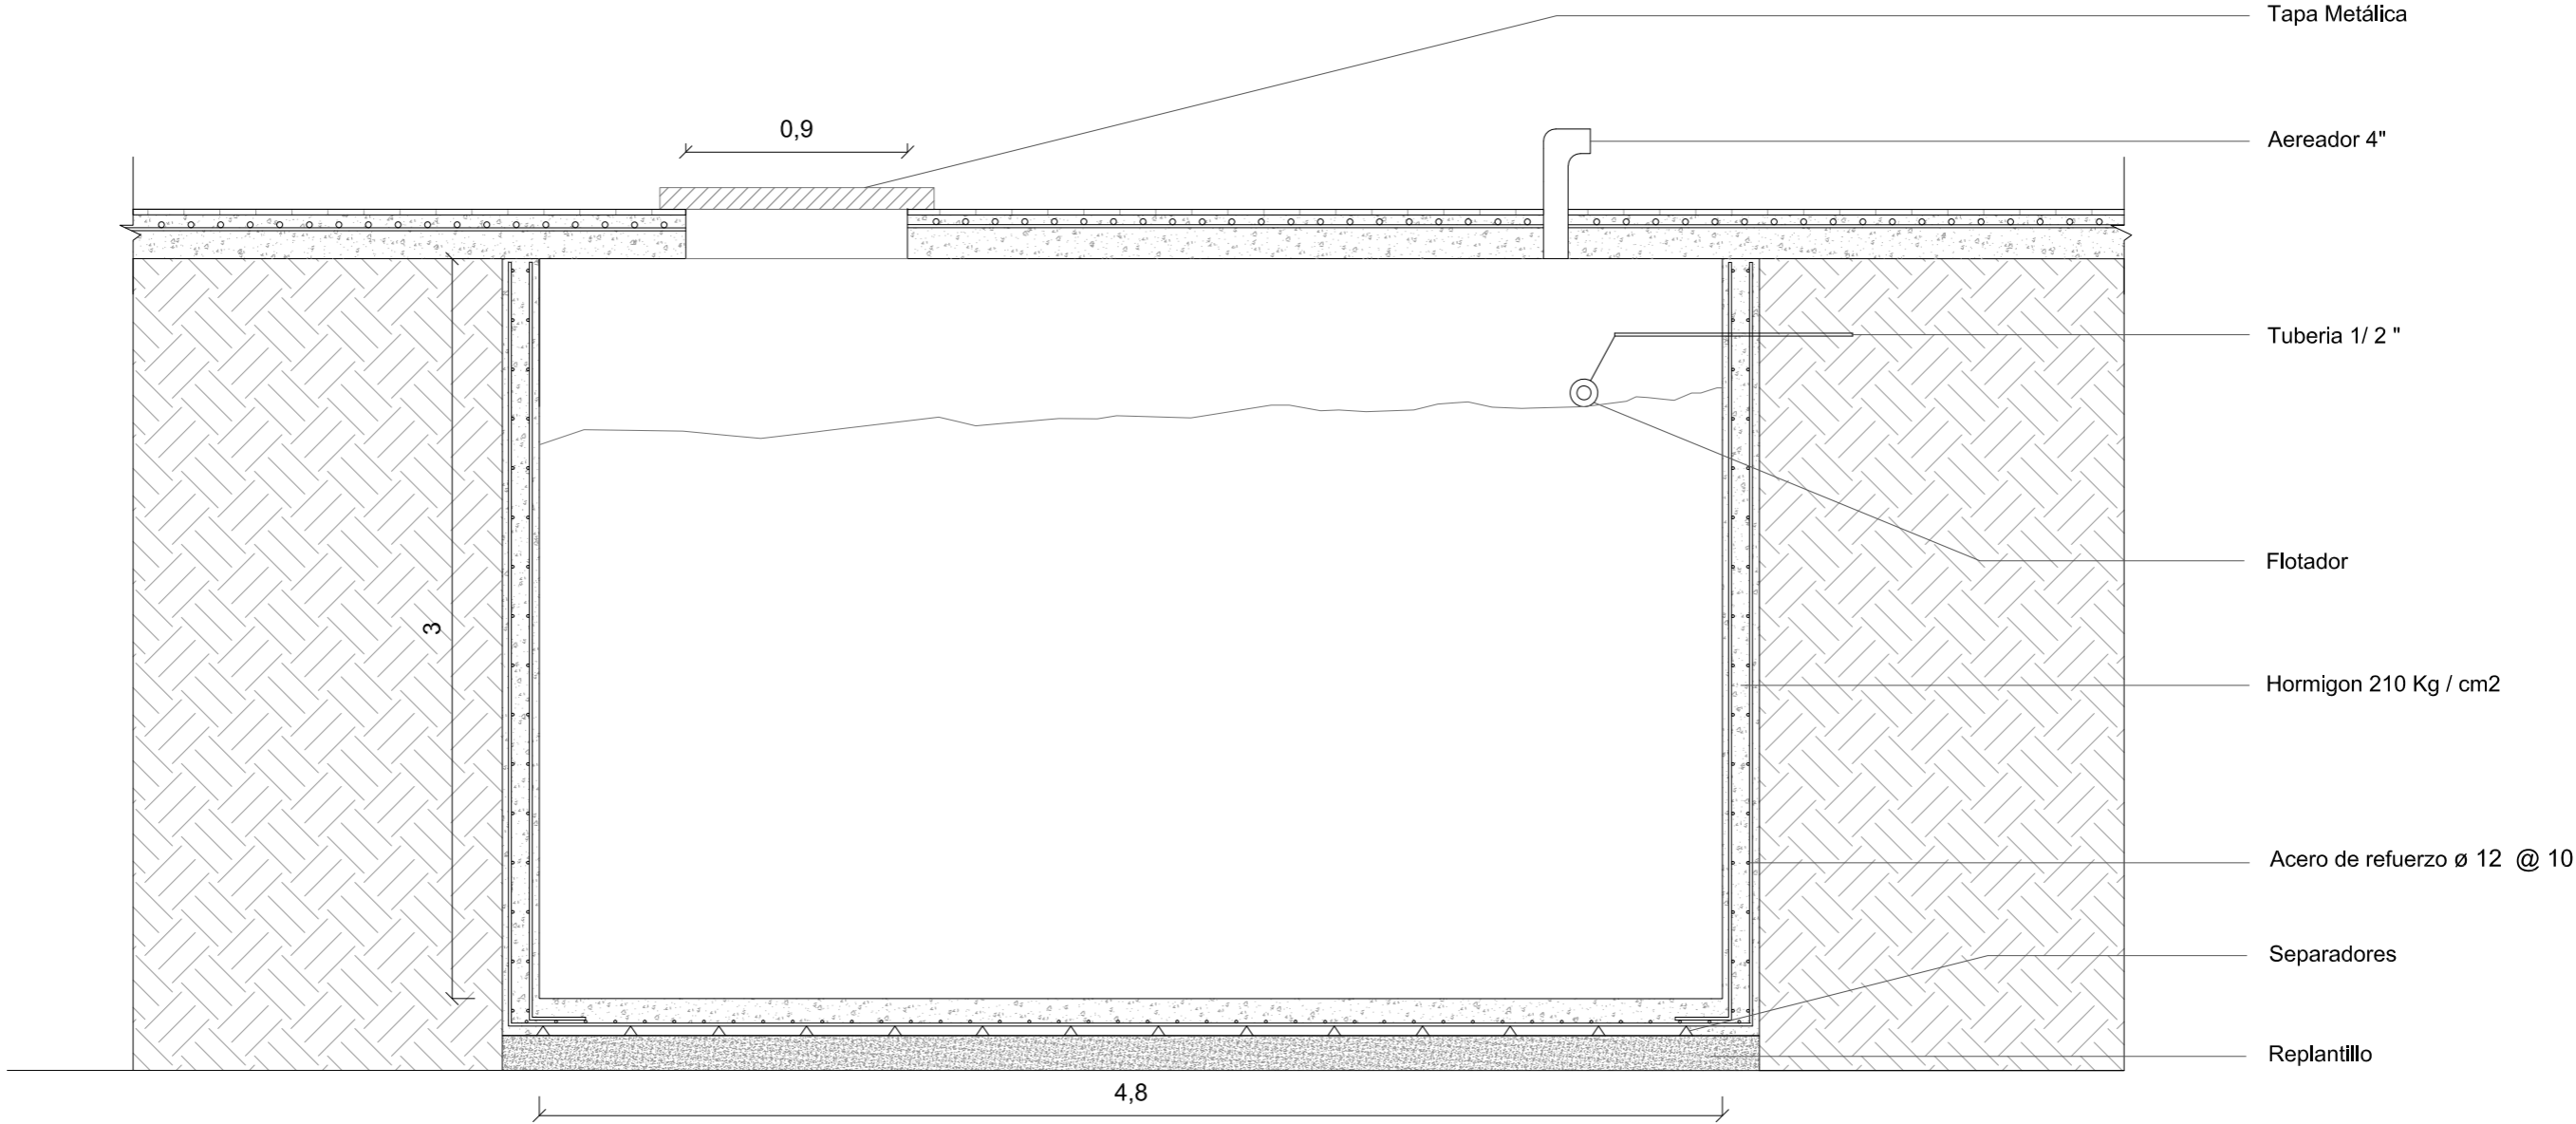 Tapa Metálica
0,9
Aereador 4"
Tuberia 1/ 2 "
Flotador
3
Hormigon 210 Kg / cm2
Acero de refuerzo ø 12 @ 10
Separadores
Replantillo
4,8